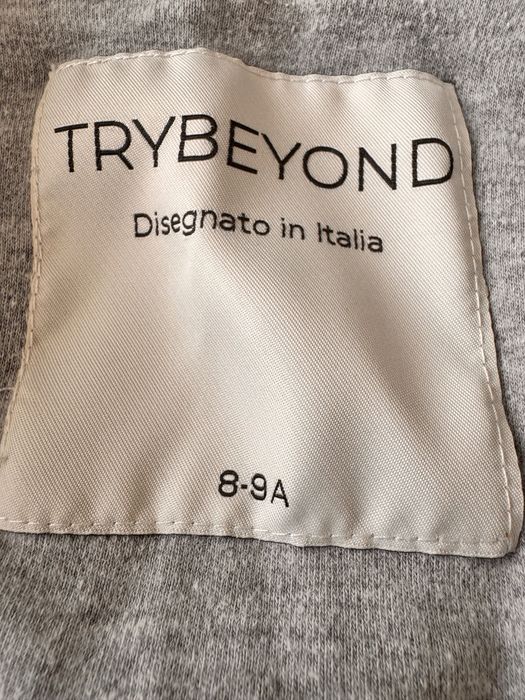 TRYBEYOND
Disegnato in Italia
8-9A